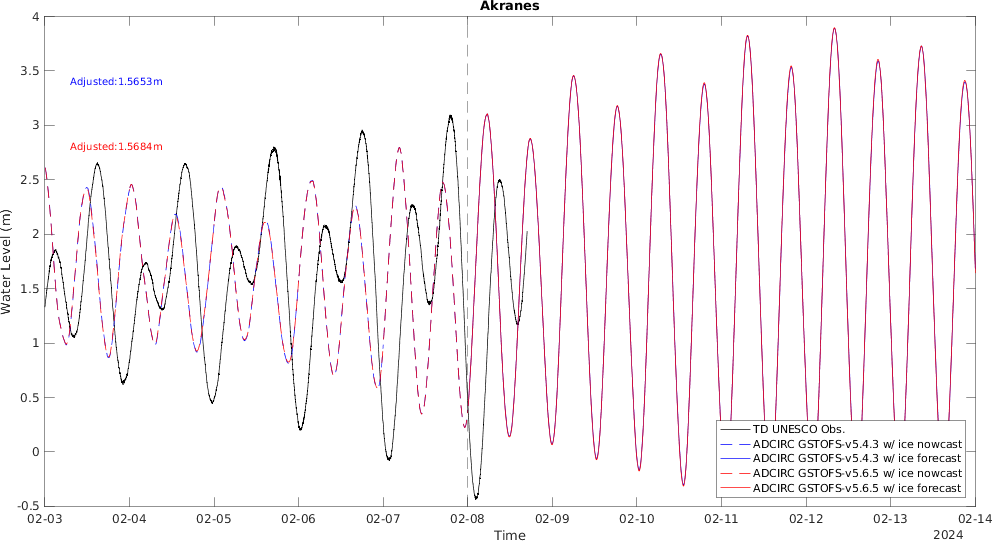 Akranes
4
3.5
3
2.5
2
1.5
1
0.5
0
-0.5
Water Level (m)
Adjusted:1.5653m
Adjusted:1.5684m
TD UNESCO Obs.
ADCIRC GSTOFS-v5.4.3 w/ ice nowcast
ADCIRC GSTOFS-v5.4.3 w/ ice forecast
ADCIRC GSTOFS-v5.6.5 w/ ice nowcast
ADCIRC GSTOFS-v5.6.5 w/ ice forecast
02-03 02-04 02-05 02-06 02-07 02-08 02-09 02-10 02-11 02-12 02-13 02-14
Time
2024